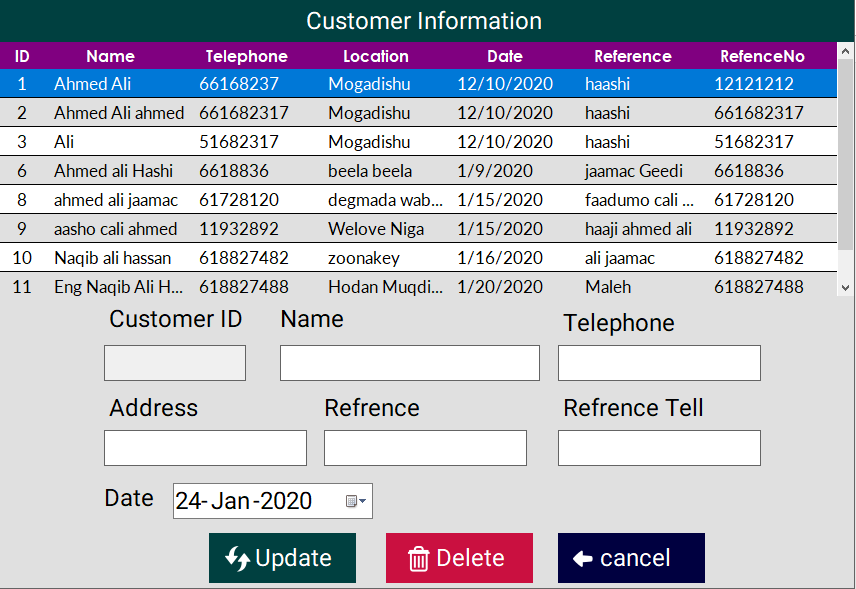 Customer Information
ID Name Telephone Location Date Reference RefenceNo
1 Ahmed Ali 66168237 Mogadishu 12/10/2020 haashi 12121212
2 Ahmed Ali ahmed 661682317 Mogadishu 12/10/2020 haashi 661682317
3 Ali 51682317 Mogadishu 12/10/2020 haashi 51682317
6 Ahmed ali Hashi 6618836 beela beela 1/9/2020 jaamac Geedi 6618836
8 ahmed ali jaamac 61728120 degmada wab... 1/15/2020 faadumo cali ... 61728120
9 aasho cali ahmed 11932892 Welove Niga 1/15/2020 haaji ahmed ali 11932892
10 Naqib ali hassan 618827482 zoonakey 1/16/2020 ali jaamac 618827482
11 Eng Naqib Ali H... 618827488 Hodan Muqdi... 1/20/2020 Maleh 618827488
Customer ID Name Telephone
Address Refrence Refrence Tell
Date 24-Jan-2020
Update Delete cancel